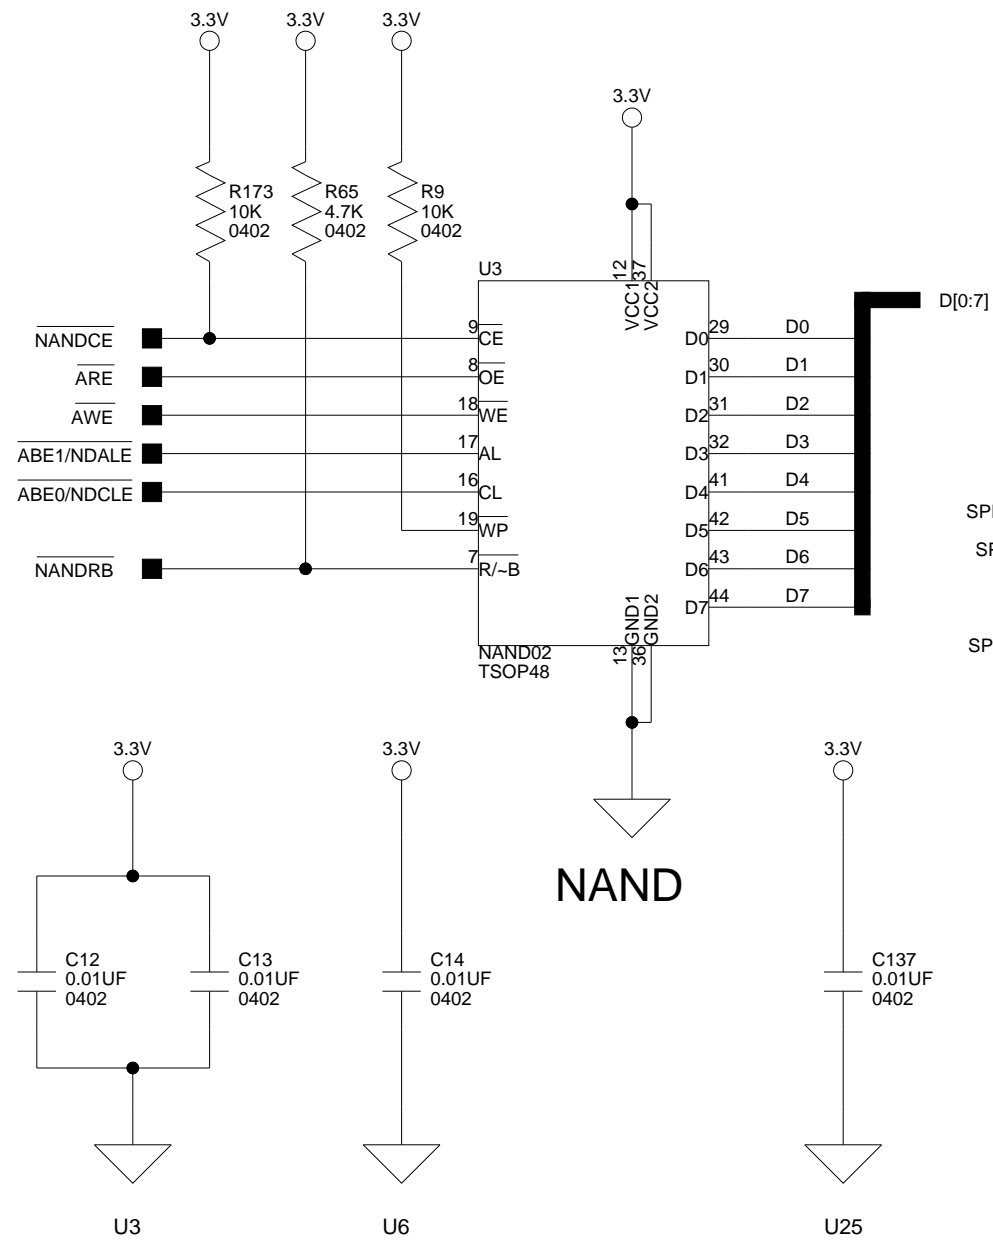 3.3V
3.3V
3.3V
3.3V
R173
10K
0402
R65
4.7K
0402
R9
10K
0402
U3
12
37
VCC1
VCC2
D[0:7]
NANDCE
9
CE
D0
29
D0
ARE
8
OE
D1
30
D1
AWE
18
WE
D2
31
D2
ABE1/NDALE
17
AL
D3
32
D3
ABE0/NDCLE
16
CL
D4
41
D4
19
WP
D5
42
D5
NANDRB
7
R/~B
D6
43
D6
D7
44
D7
GND1
GND2
13
36
NAND02
TSOP48
SP
3.3V
3.3V
3.3V
NAND
C12
0.01UF
0402
C13
0.01UF
0402
C14
0.01UF
0402
C137
0.01UF
0402
U3
U6
U25